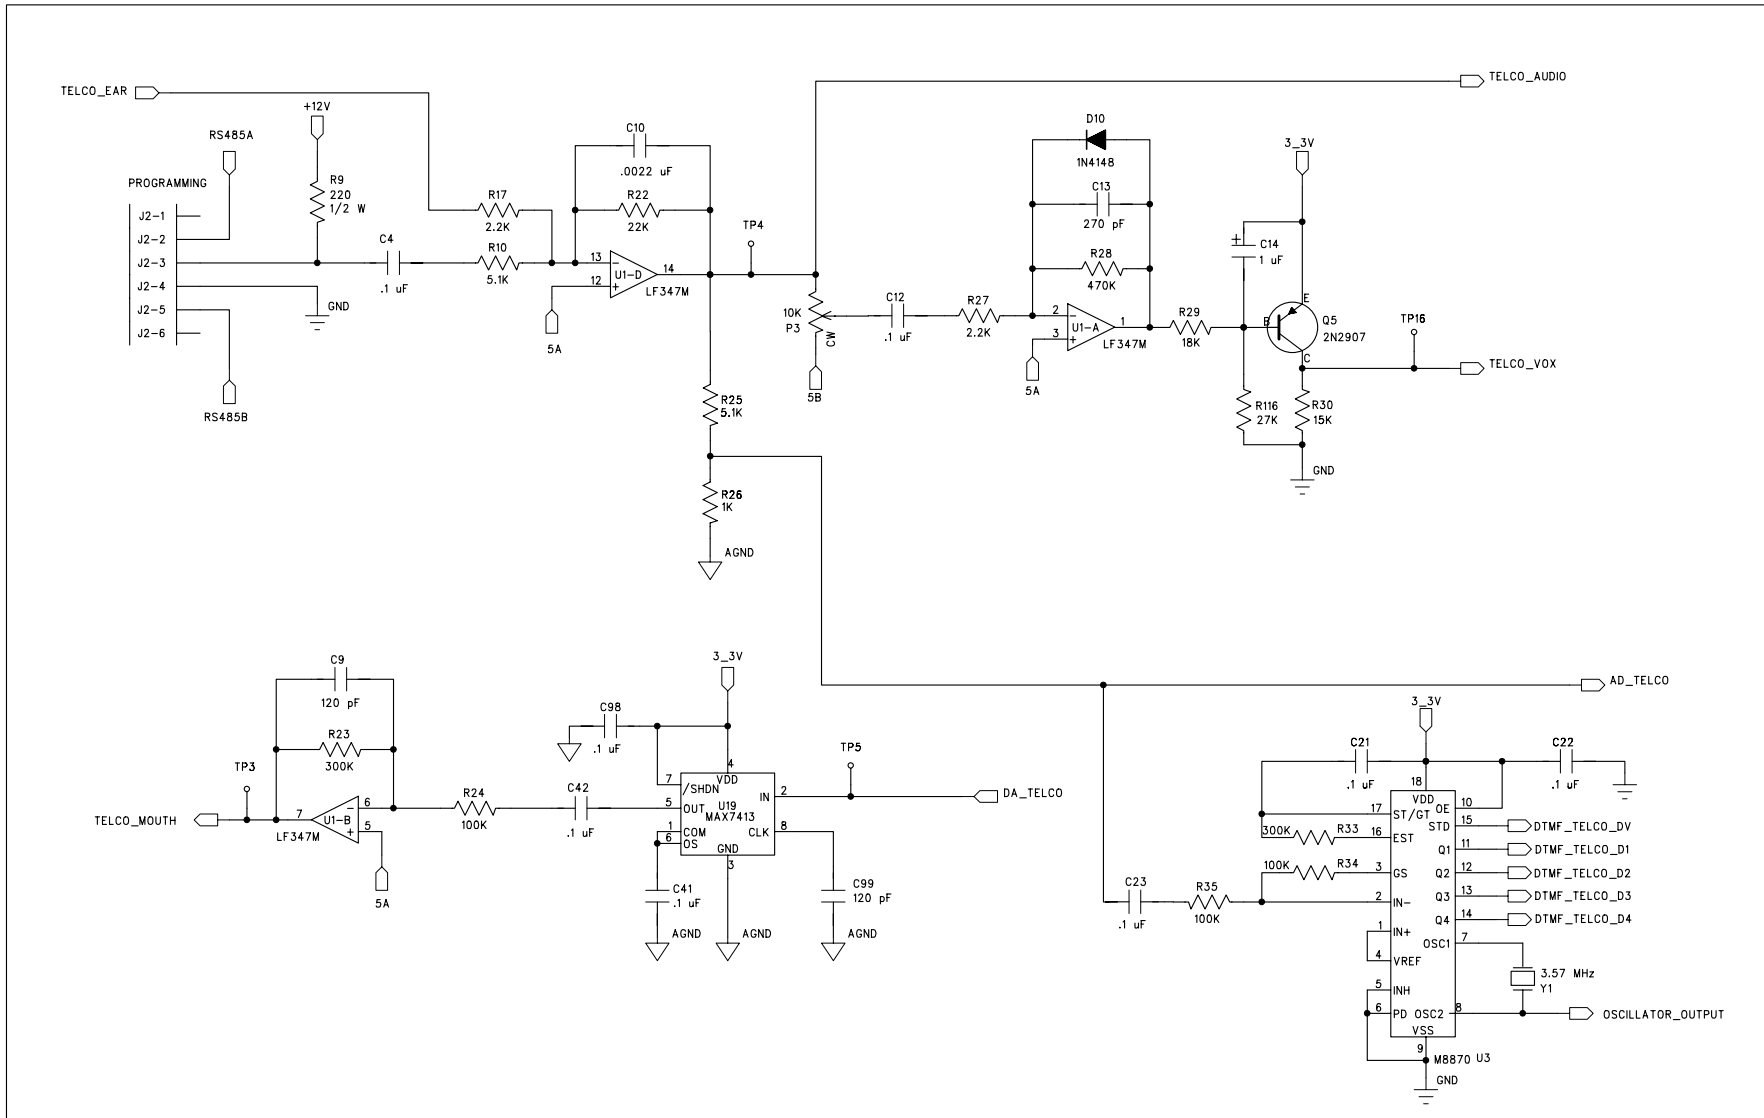 TELCO_EAR
TELCO_AUDIO
+12V
RS485A
PROGRAMMING
J2-1
J2-2
J2-3
J2-4
J2-5
J2-6
RS485B
R9
220
1/2 W
GND
C4
.1 uF
R17
2.2K
R10
5.1K
C10
.0022 uF
R22
22K
13
12
14
U1-D
LF347M
5A
TP4
10K
P3
CW
5B
C12
.1 uF
R27
2.2K
D10
1N4148
C13
270 pF
R28
470K
2
3
1
U1-A
LF347M
5A
R29
18K
3_3V
C14
1 uF
E
B
C
Q5
2N2907
TP16
TELCO_VOX
R116
27K
R30
15K
GND
R25
5.1K
R26
1K
AGND
C9
120 pF
R23
300K
TP3
TELCO_MOUTH
7
6
5
U1-B
LF347M
5A
R24
100K
C42
.1 uF
C98
.1 uF
3_3V
4
VDD
7
/SHDN
5
OUT
U19
MAX7413
IN
2
1
COM
6
OS
CLK
8
GND
3
TP5
DA_TELCO
C41
.1 uF
C99
120 pF
AGND
AGND
AGND
AD_TELCO
3_3V
C21
.1 uF
C22
.1 uF
18
VDD
17
ST/GT
OE
10
STD
15
DTMF_TELCO_DV
300K
R33
16
EST
Q1
11
DTMF_TELCO_D1
100K
R34
3
GS
Q2
12
DTMF_TELCO_D2
C23
.1 uF
R35
100K
2
IN-
Q3
13
DTMF_TELCO_D3
Q4
14
DTMF_TELCO_D4
1
IN+
OSC1
7
4
VREF
3.57 MHz
Y1
5
INH
6
PD
OSC2
8
OSCILLATOR_OUTPUT
VSS
9
M8870 U3
GND